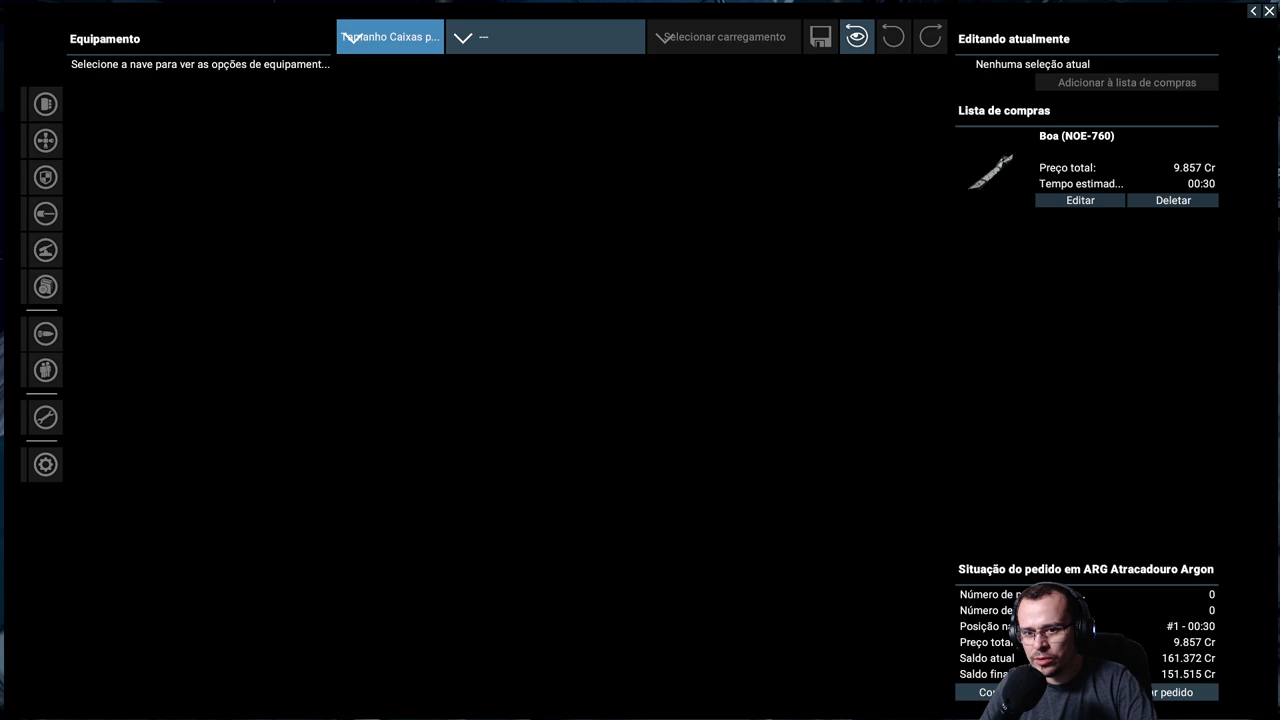 Equipamento
Selecione a nave para ver as opções de equipament...
Tamanho Caixas p...
---
Selecionar carregamento
Editando atualmente
Nenhuma seleção atual
Adicionar à lista de compras
Lista de compras
Boa (NOE-760)
Preço total: 9.857 Cr
Tempo estimad... 00:30
Editar Deletar
Situação do pedido em ARG Atracadouro Argon
Número de 0
Número de 0
Posição #1 - 00:30
Preço 9.857 Cr
Saldo atual 161.372 Cr
Saldo 151.515 Cr
pedido